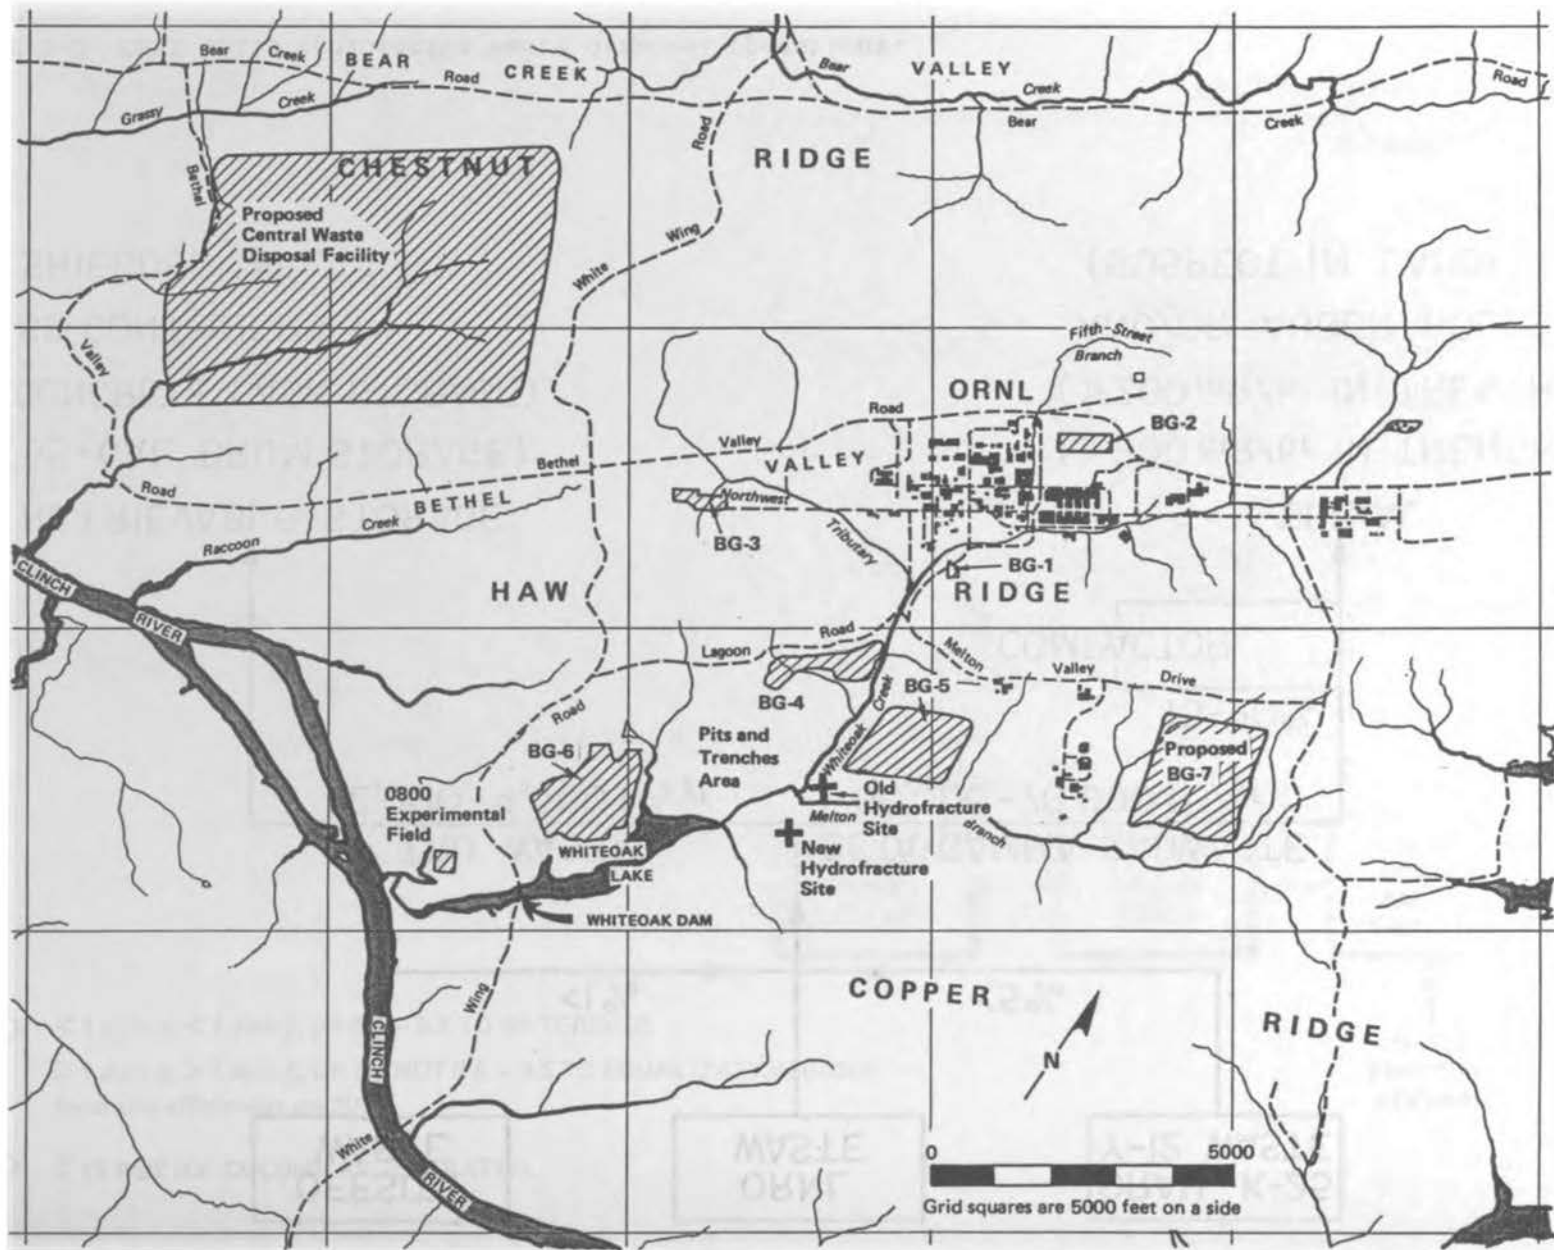 Bear
Creek
BEAR
Road
CREEK
Bear
VALLEY
Creek
Bear
Creek
Road
Grassy
Creek
Road
CHESTNUT
RIDGE
Bethel
Proposed
Central Waste
Disposal Facility
Wing
White
Valley
Fifth-Street
Branch
ORNL
Road
BG-2
Valley
VALLEY
Bethel
Road
BETHEL
Northwest
Creek
Raccoon
BG-3
Tributary
BG-1
CLINCH
RIVER
HAW
RIDGE
Road
Lagoon
Melton
Valley
Drive
BG-4
Creek
BG-5
Road
Whiteoak
BG-6
Pits and
Trenches
Area
Proposed
BG-7
0800
Experimental
Field
Old
Hydrofracture
Site
Melton
Branch
New
Hydrofracture
Site
WHITEOAK
LAKE
WHITEOAK DAM
COPPER
RIDGE
Wing
CLINCH
N
White
RIVER
0 5000
Grid squares are 5000 feet on a side